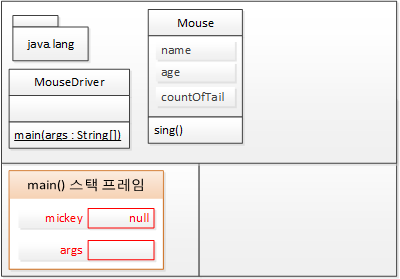 java.lang
MouseDriver
main(args : String[])
Mouse
name
age
countOfTail
sing()
main() 스택 프레임
mickey null
args